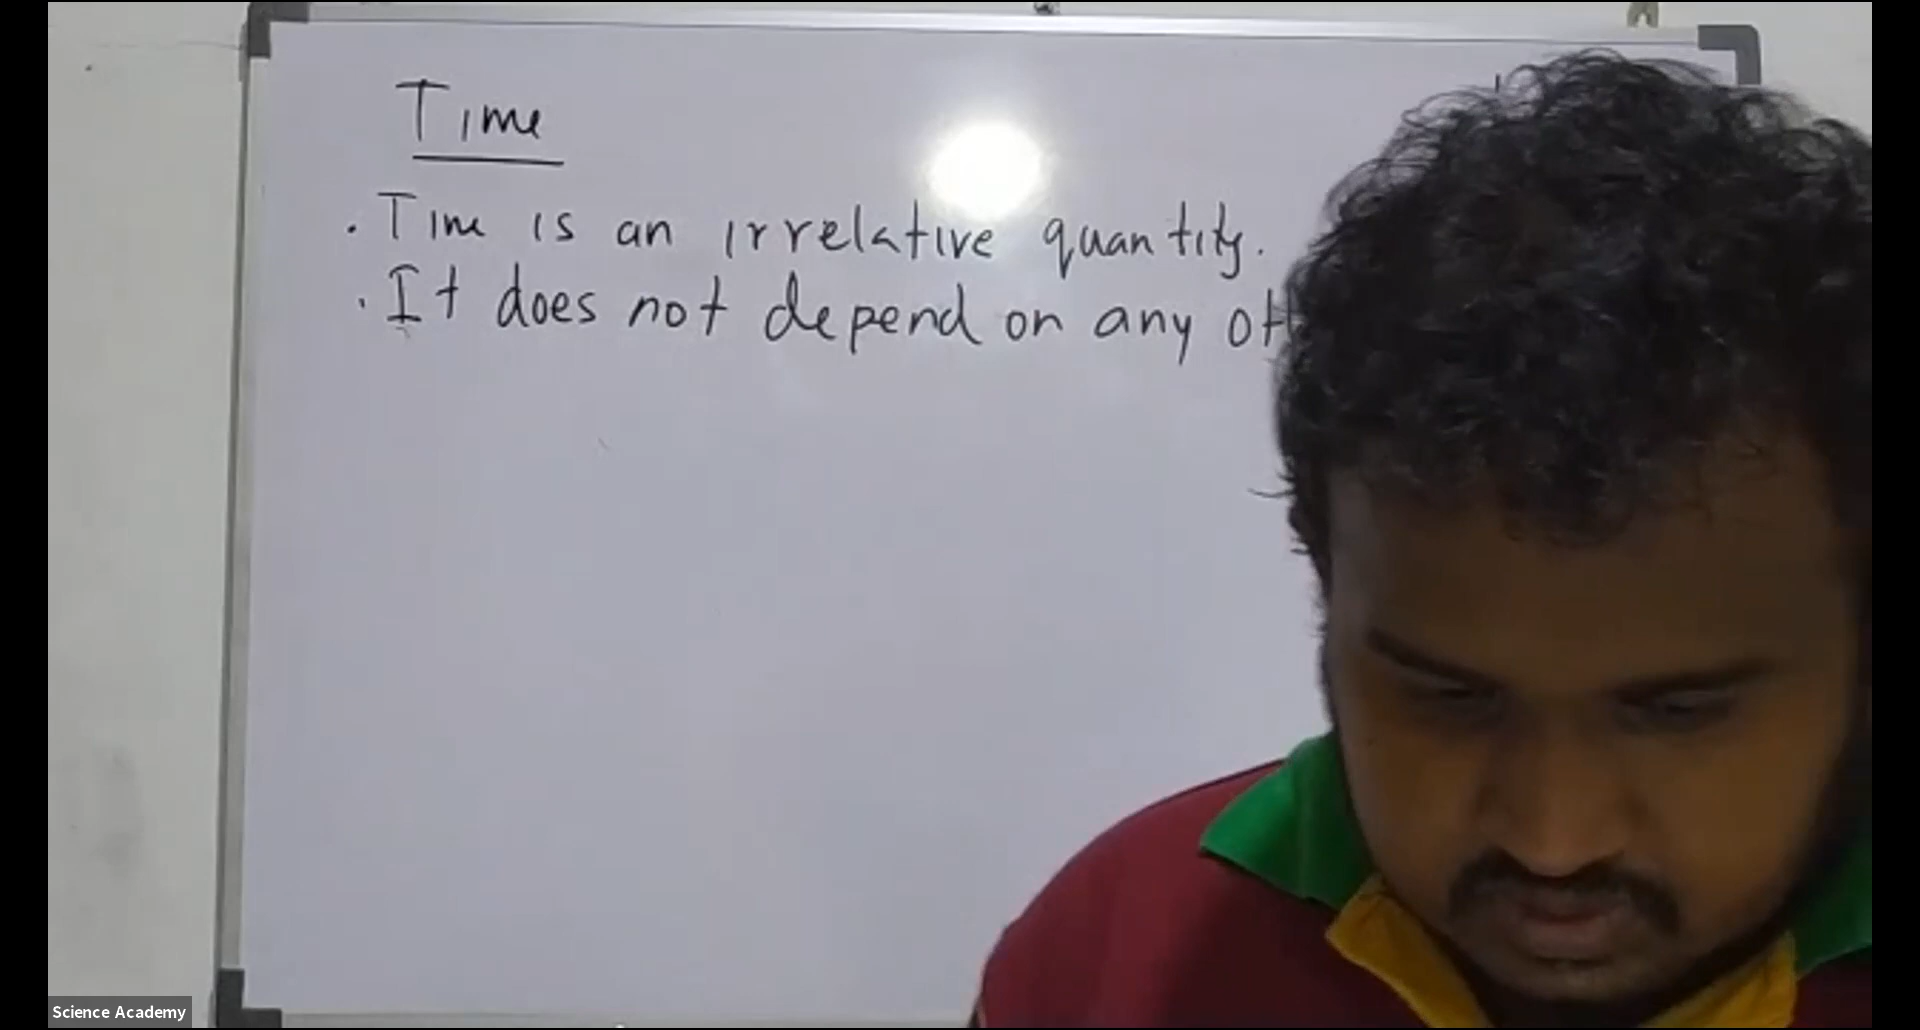 Time
. Time is an irrelative quantity.
. It does not depend on any
Science Academy